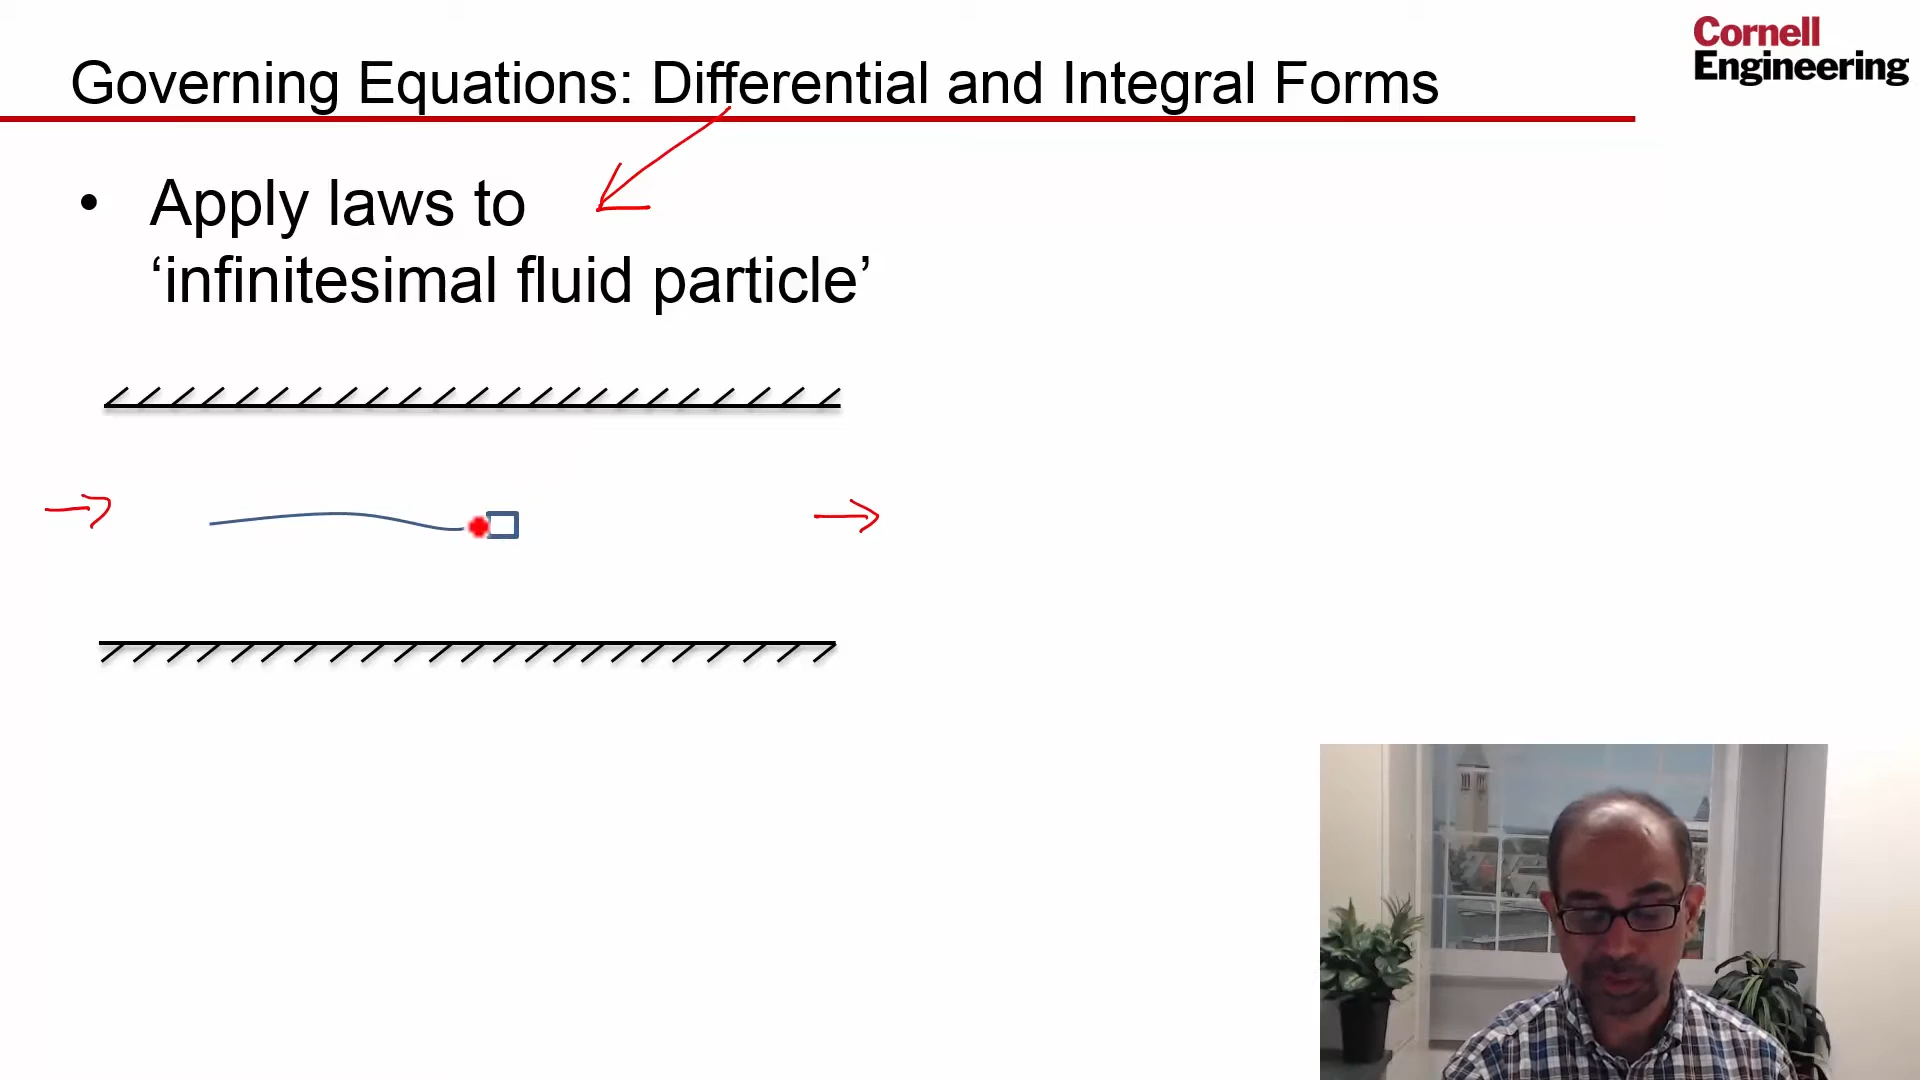 Governing Equations: Differential and Integral Forms
Cornell
Engineering
• Apply laws to
‘infinitesimal fluid particle’